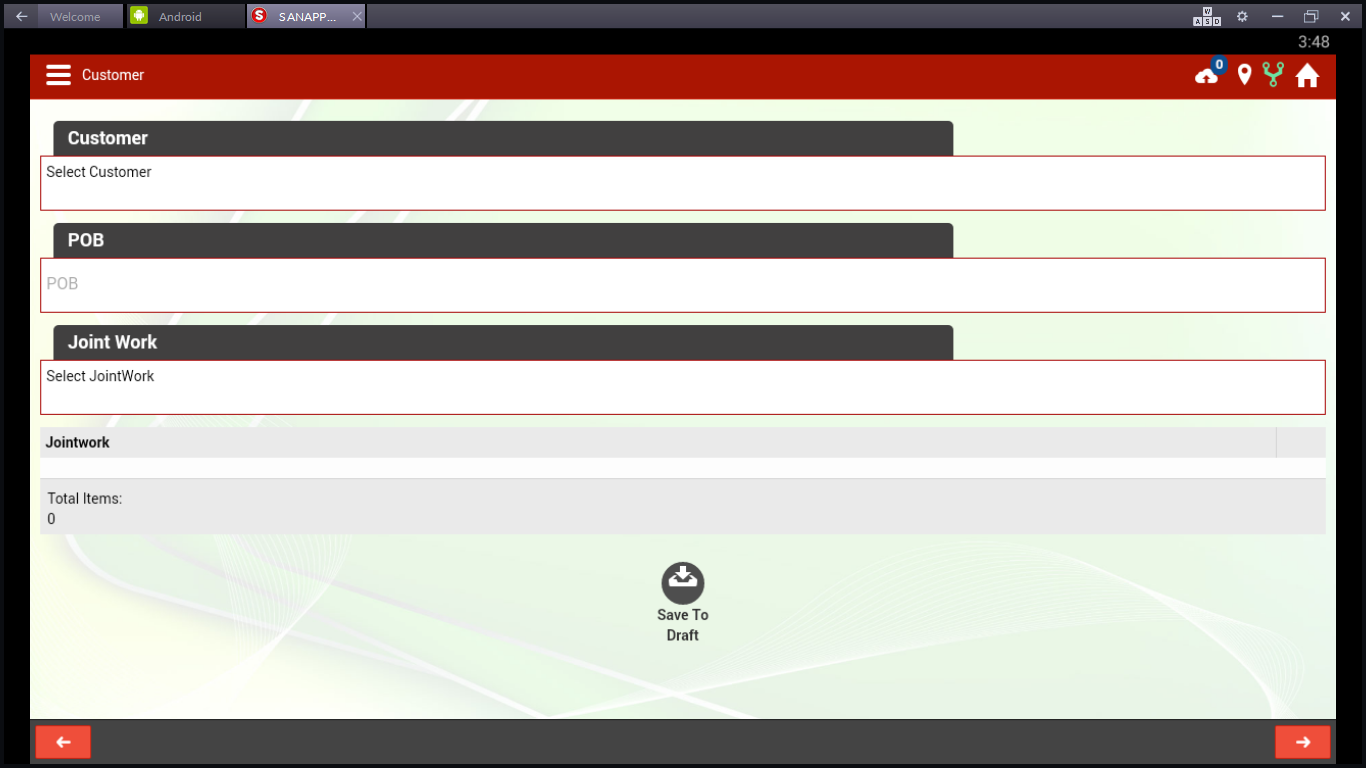 Welcome
Android
SANAPP...
W
A S D
3:48
Customer
0
Customer
Select Customer
POB
POB
Joint Work
Select JointWork
Jointwork
Total Items:
0
Save To
Draft